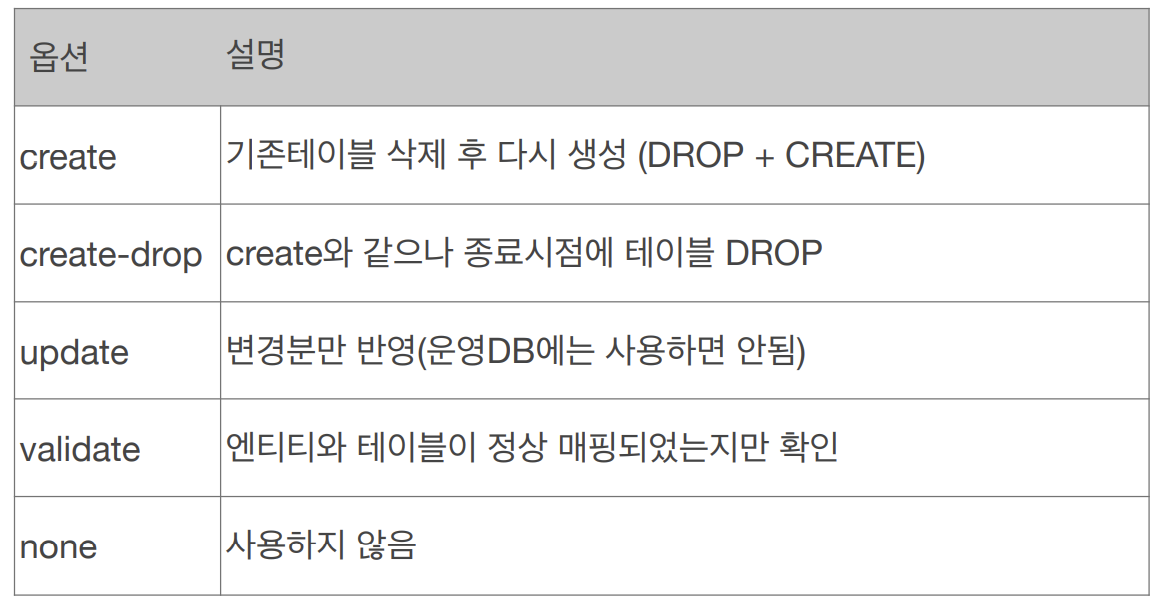 옵션 설명
create 기존테이블 삭제 후 다시 생성 (DROP + CREATE)
create-drop create와 같으나 종료시점에 테이블 DROP
update 변경분만 반영(운영DB에는 사용하면 안됨)
validate 엔티티와 테이블이 정상 매핑되었는지만 확인
none 사용하지 않음